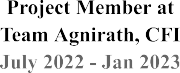 Project Member at
Team Agnirath, CFI
July 2022 - Jan 2023